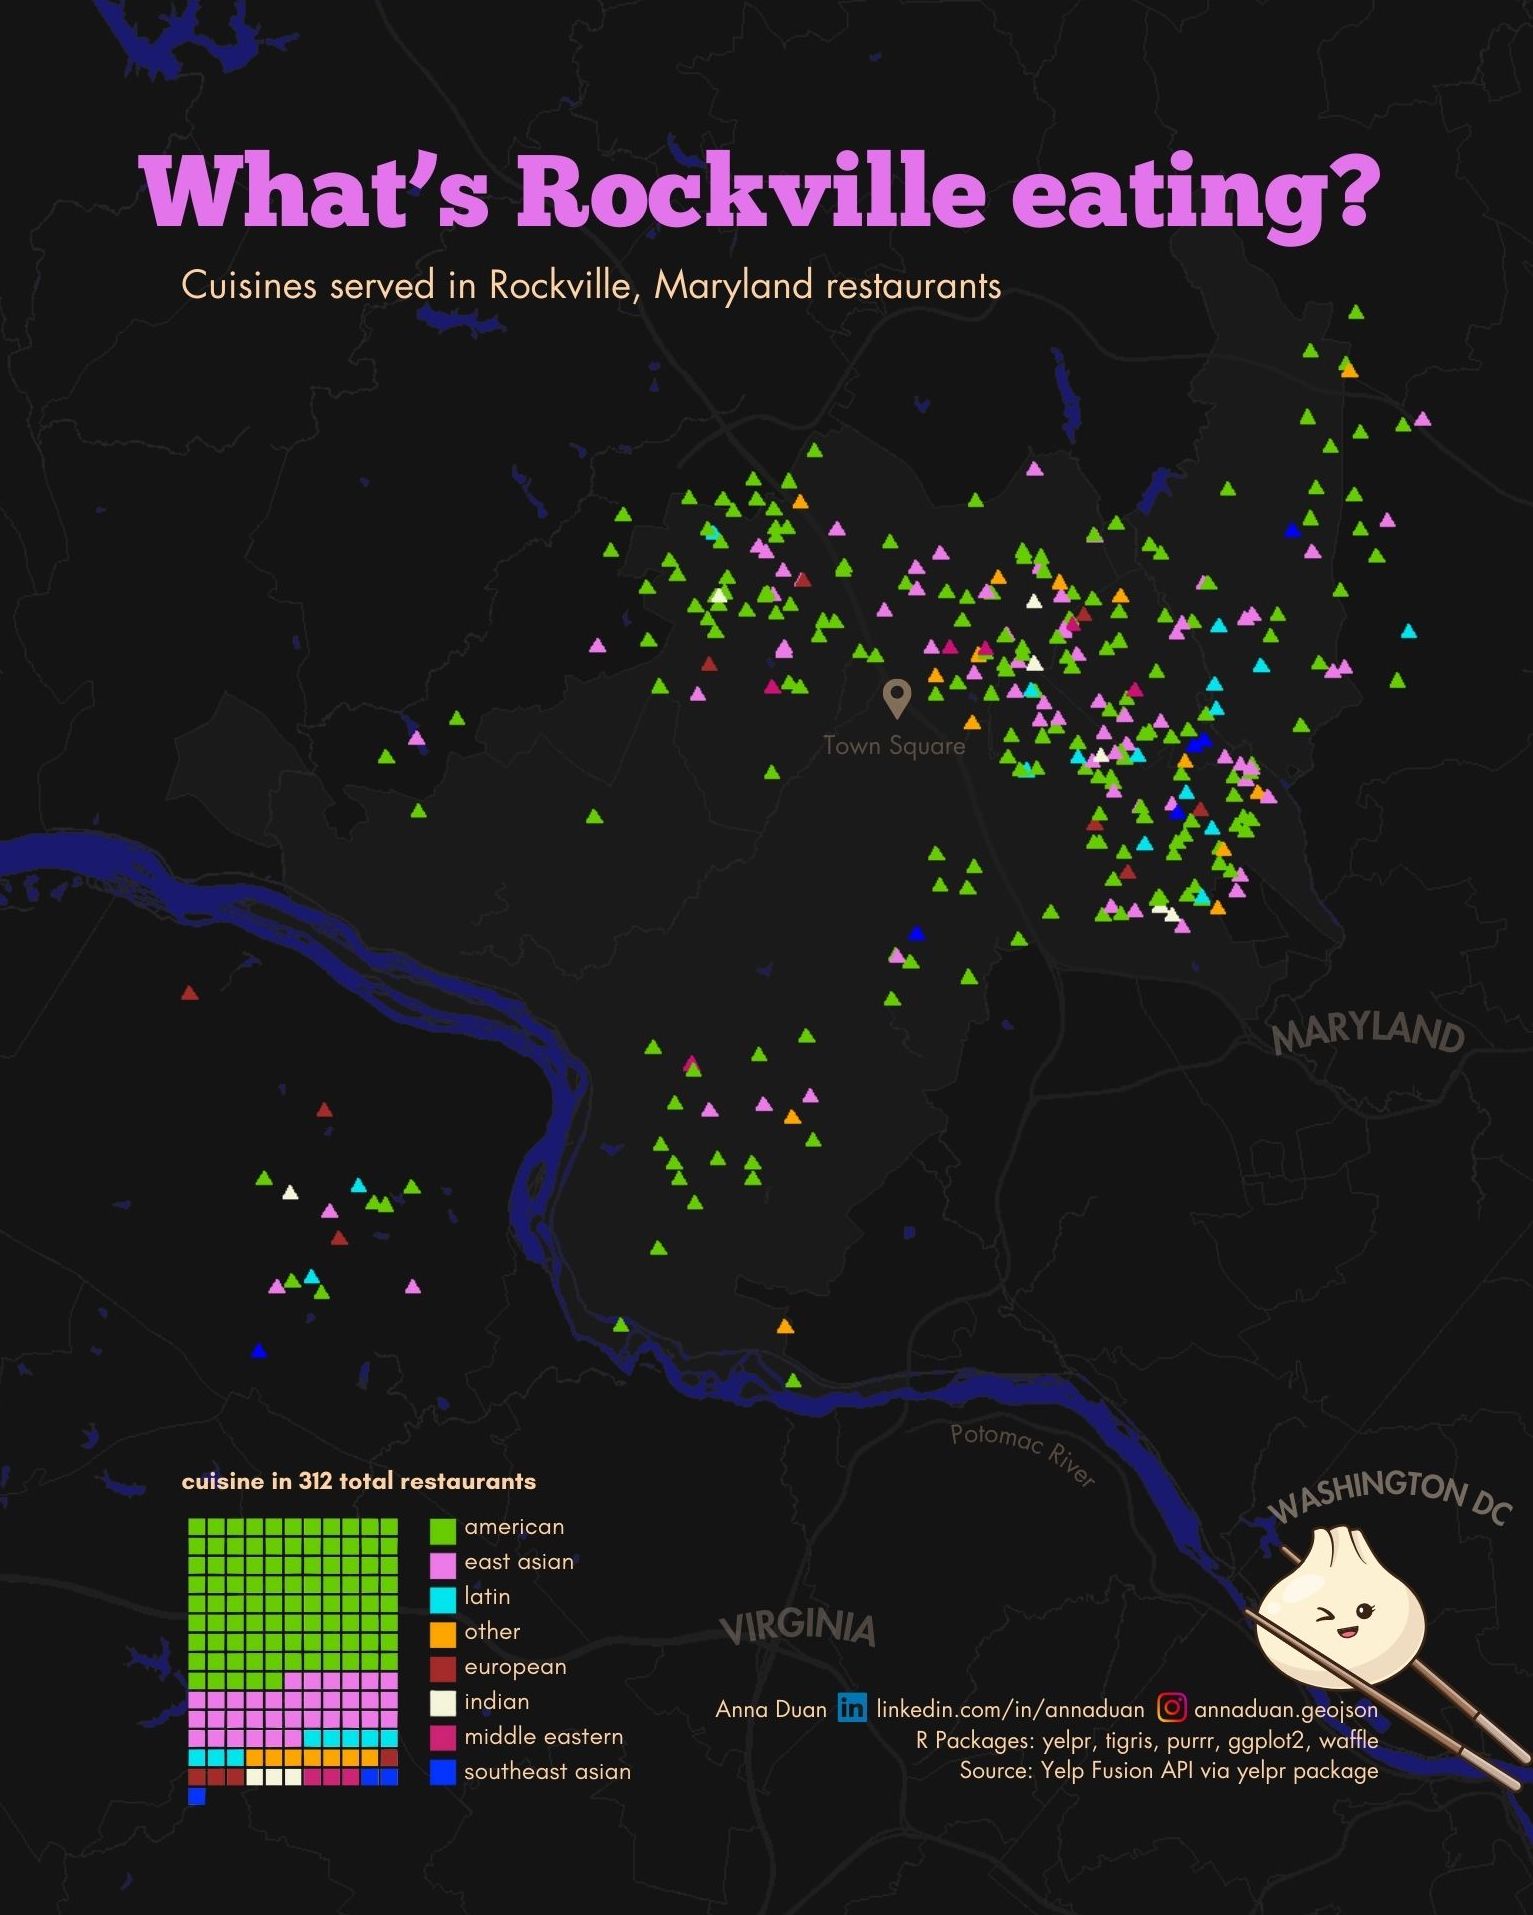 What's Rockville eating?
Cuisines served in Rockville, Maryland restaurants
Town Square
MARYLAND
Potomac River
WASHINGTON DC
VIRGINIA
cuisine in 312 total restaurants
american
east asian
latin
other
european
indian
middle eastern
southeast asian
Anna Duan in linkedin.com/in/annaduan annaduan.geojson
R Packages: yelpr, tigris, purrr, ggplot2, waffle
Source: Yelp Fusion API via yelpr package